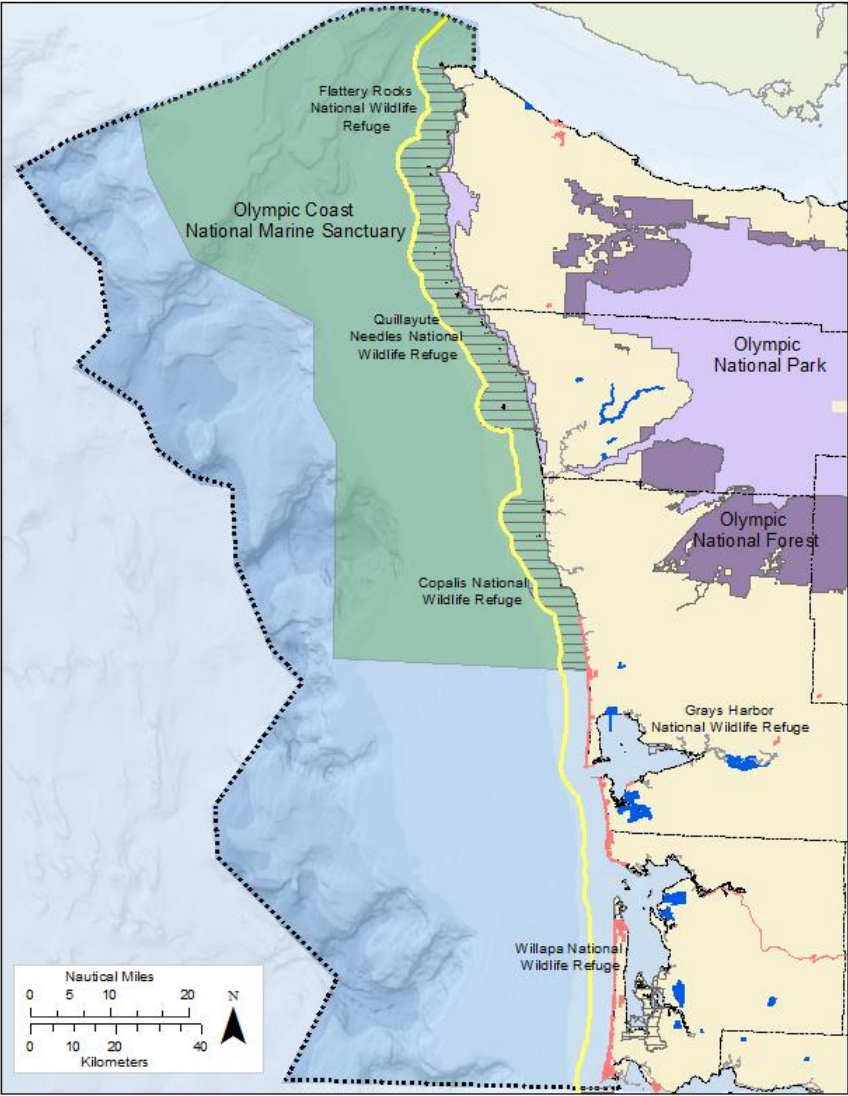 Flattery Rocks
National Wildlife
Refuge
Olympic Coast
National Marine Sanctuary
Quillayute
Needles National
Wildlife Refuge
Olympic
National Park
Olympic
National Forest
Copalis National
Wildlife Refuge
Grays Harbor
National Wildlife Refuge
Willapa National
Wildlife Refuge
Nautical Miles
0 5 10 20
N
0 10 20 40
Kilometers